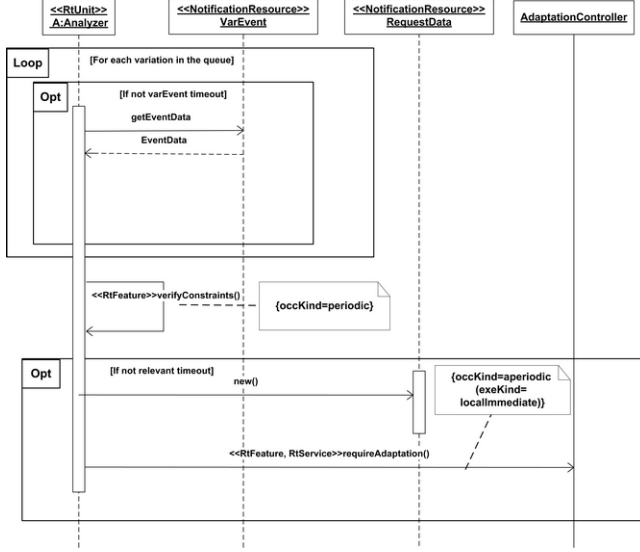 <<RtUnit>>
A:Analyzer
<<NotificationResource>>
VarEvent
<<NotificationResource>>
RequestData
AdaptationController
Loop
[For each variation in the queue]
Opt
[If not varEvent timeout]
getEventData
EventData
<<RtFeature>>verifyConstraints()
{occKind=periodic}
Opt
[If not relevant timeout]
new()
{occKind=aperiodic
(exeKind=
localImmediate)}
<<RtFeature, RtService>>requireAdaptation()